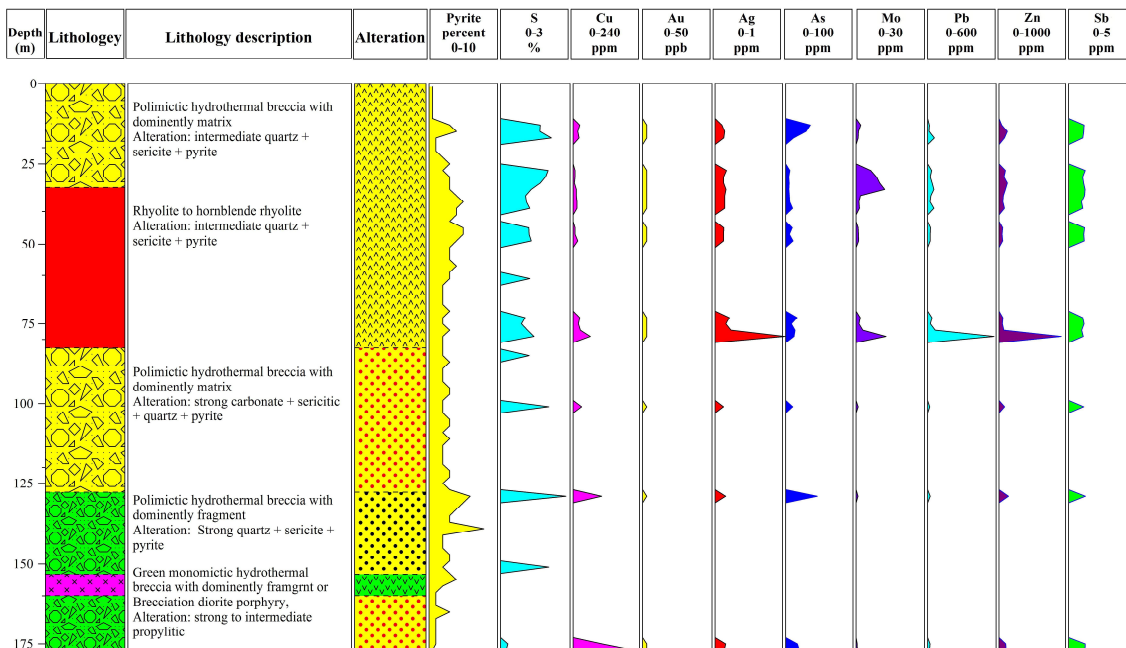 Depth (m)
Lithologey
Lithology description
Alteration
Pyrite percent 0-10
S 0-3 %
Cu 0-240 ppm
Au 0-50 ppb
Ag 0-1 ppm
As 0-100 ppm
Mo 0-30 ppm
Pb 0-600 ppm
Zn 0-1000 ppm
Sb 0-5 ppm
0
Polimictic hydrothermal breccia with
dominently matrix
Alteration: intermediate quartz +
sericite + pyrite
25
Rhyolite to hornblende rhyolite
Alteration: intermediate quartz +
sericite + pyrite
50
75
Polimictic hydrothermal breccia with
dominently matrix
Alteration: strong carbonate + sericitic
+ quartz + pyrite
100
125
Polimictic hydrothermal breccia with
dominently fragment
Alteration: Strong quartz + sericite +
pyrite
150
Green monomictic hydrothermal
breccia with dominently framgrnt or
Brecciation diorite porphyry,
Alteration: strong to intermediate
propylitic
175